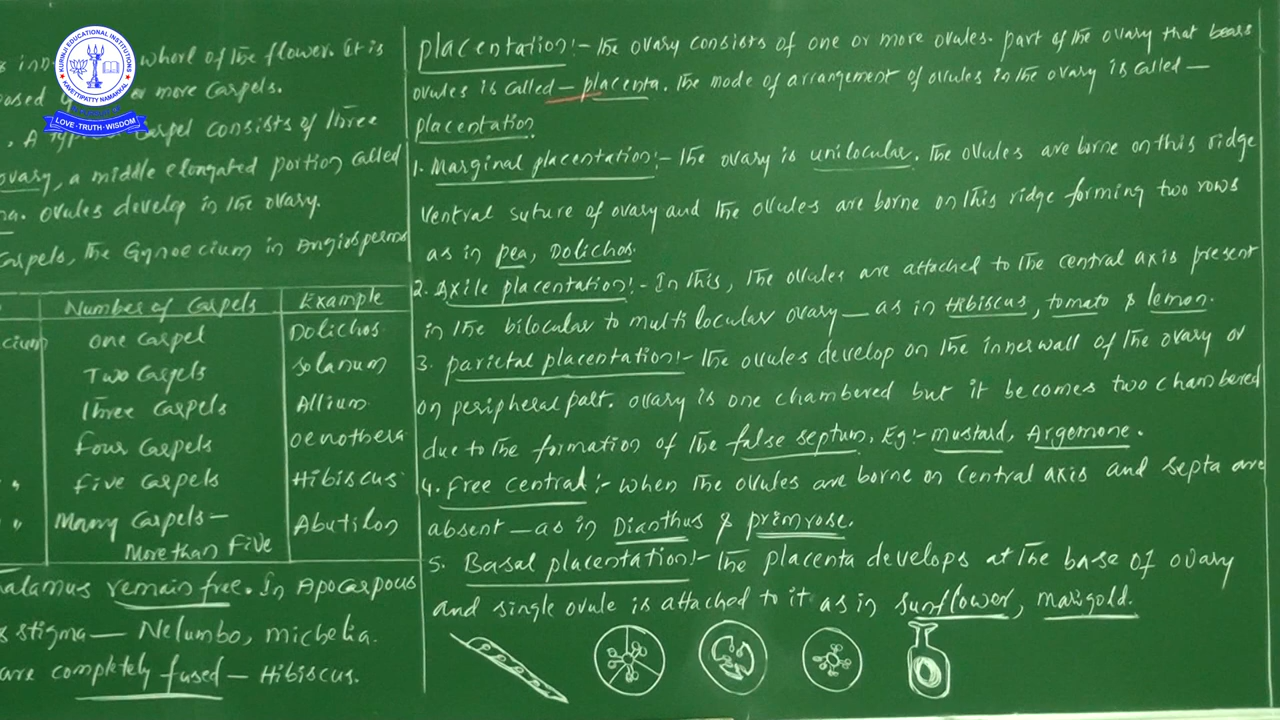 KURINJI EDUCATIONAL INSTITUTIONS
KAVETTIPATTY NAMAKKAL
LOVE - TRUTH - WISDOM
whorl of the flower. It is
more carpels.
. A carpel consists of three
ovary, a middle elongated portion called
. ovules develop in the ovary.
carpels, the Gynoecium in Angiosperms
Number of Carpels Example
one carpel Dolichos.
Two Carpels Solanum
Three Carpels Allium.
Four Carpels Oenothera
Five Carpels Hibiscus.
Many Carpels - Abutilon
More than Five
remain free. In Apocarpous
stigma - Nelumbo, michelia.
are completely fused - Hibiscus.
Placentation:- The ovary consists of one or more ovules. part of the ovary that bears
ovules is called - placenta. The mode of arrangement of ovules in the ovary is called -
placentation
1. Marginal placentation:- The ovary is unilocular. The ovules are borne on this ridge
ventral suture of ovary and the ovules are borne on this ridge forming two rows
as in pea, Dolichos.
2. Axile placentation:- In this, the ovules are attached to the central axis present
in the bilocular to multilocular ovary - as in Hibiscus, tomato & lemon.
3. parietal placentation:- The ovules develop on the inner wall of the ovary or
on peripheral part. ovary is one chambered but it becomes two chambered
due to the formation of the false septum. Eg:- mustard, Argemone.
4. Free central:- when the ovules are borne on central axis and septa are
absent - as in Dianthus & primrose.
5. Basal placentation:- The placenta develops at the base of ovary
and single ovule is attached to it as in sunflower, marigold.